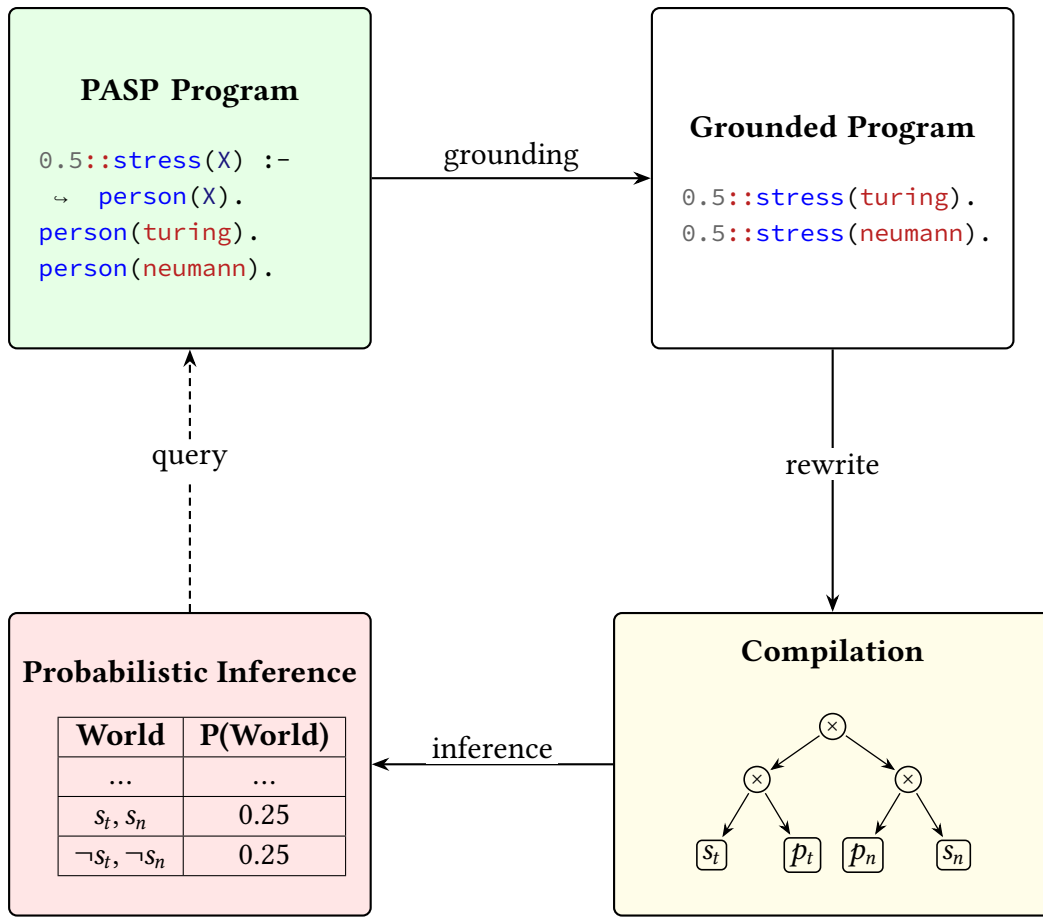 PASP Program
0.5::stress(X) :-
↪ person(X).
person(turing).
person(neumann).
grounding
Grounded Program
0.5::stress(turing).
0.5::stress(neumann).
query
rewrite
Probabilistic Inference
World P(World)
... ...
s_t, s_n 0.25
¬s_t, ¬s_n 0.25
inference
Compilation
×
× ×
s_t p_t p_n s_n